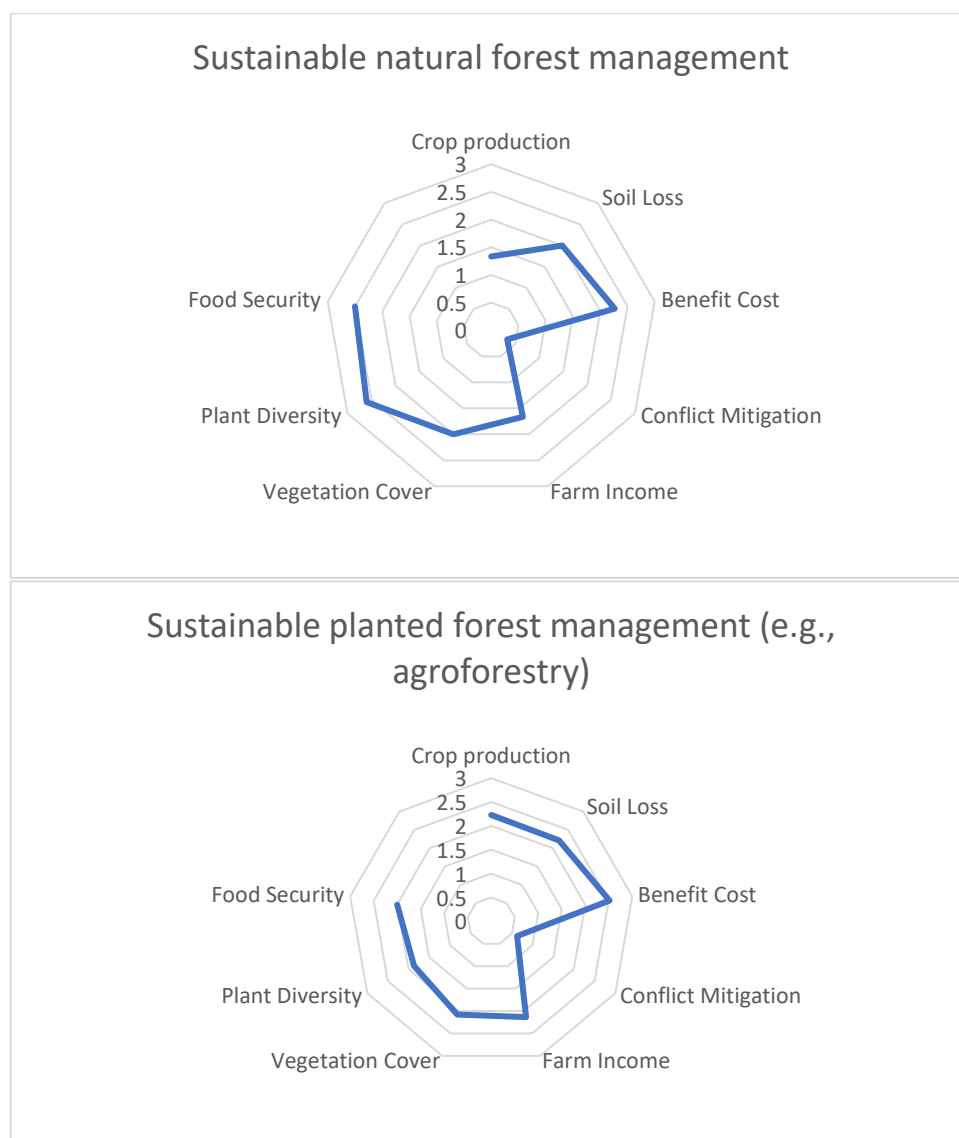 Sustainable natural forest management
Crop production
3
Soil Loss
2.5
2
1.5
Food Security
Benefit Cost
1
0.5
0
Plant Diversity
Conflict Mitigation
Vegetation Cover
Farm Income
Sustainable planted forest management (e.g.,
agroforestry)
Crop production
3
Soil Loss
2.5
2
1.5
Food Security
Benefit Cost
1
0.5
0
Plant Diversity
Conflict Mitigation
Vegetation Cover
Farm Income